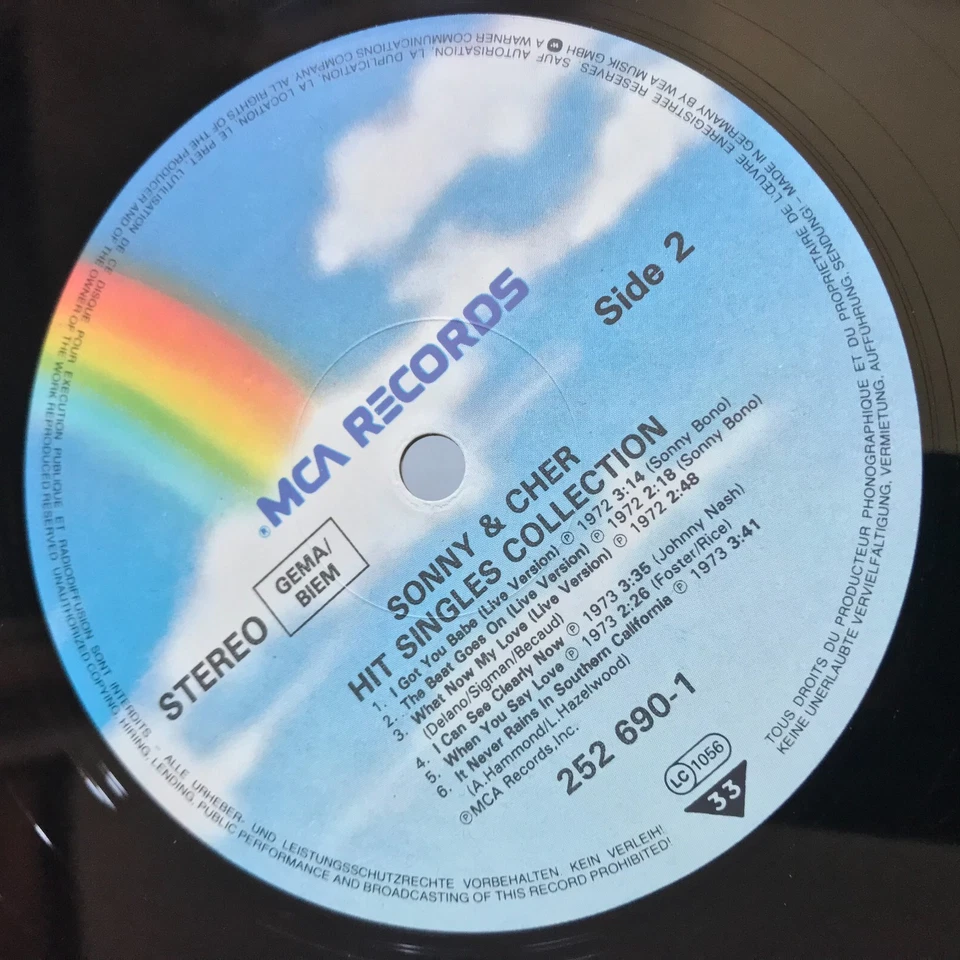 MCA RECORDS
®
Side 2
STEREO
GEMA/
BIEM
SONNY & CHER
HIT SINGLES COLLECTION
1. I Got You Babe (Live Version) ℗ 1972 3:14 (Sonny Bono)
2. The Beat Goes On (Live Version) ℗ 1972 2:18 (Sonny Bono)
3. What Now My Love (Live Version) ℗ 1972 2:48
(Delano/Sigman/Becaud)
4. I Can See Clearly Now ℗ 1973 3:35 (Johnny Nash)
5. When You Say Love ℗ 1973 2:26 (Foster/Rice)
6. It Never Rains In Southern California ℗ 1973 3:41
(A.Hammond/L.Hazelwood)
℗MCA Records,Inc.
252 690-1
LC 1056
33
TOUS DROITS DU PRODUCTEUR PHONOGRAPHIQUE ET DU PROPRIETAIRE DE L'ŒUVRE ENREGISTREE RESERVES. SAUF AUTORISATION, LA DUPLICATION, LA LOCATION, LE PRET, L'UTILISATION DE CE DISQUE POUR EXECUTION PUBLIQUE ET RADIODIFFUSION SONT INTERDITS - ALLE URHEBER- UND LEISTUNGSSCHUTZRECHTE VORBEHALTEN. KEIN VERLEIH!
KEINE UNERLAUBTE VERVIELFÄLTIGUNG, VERMIETUNG, AUFFÜHRUNG, SENDUNG! - MADE IN GERMANY BY WEA MUSIK GMBH W A WARNER COMMUNICATIONS COMPANY. ALL RIGHTS OF THE PRODUCER AND OF THE OWNER OF THE WORK REPRODUCED RESERVED UNAUTHORIZED COPYING, HIRING, LENDING, PUBLIC PERFORMANCE AND BROADCASTING OF THIS RECORD PROHIBITED!